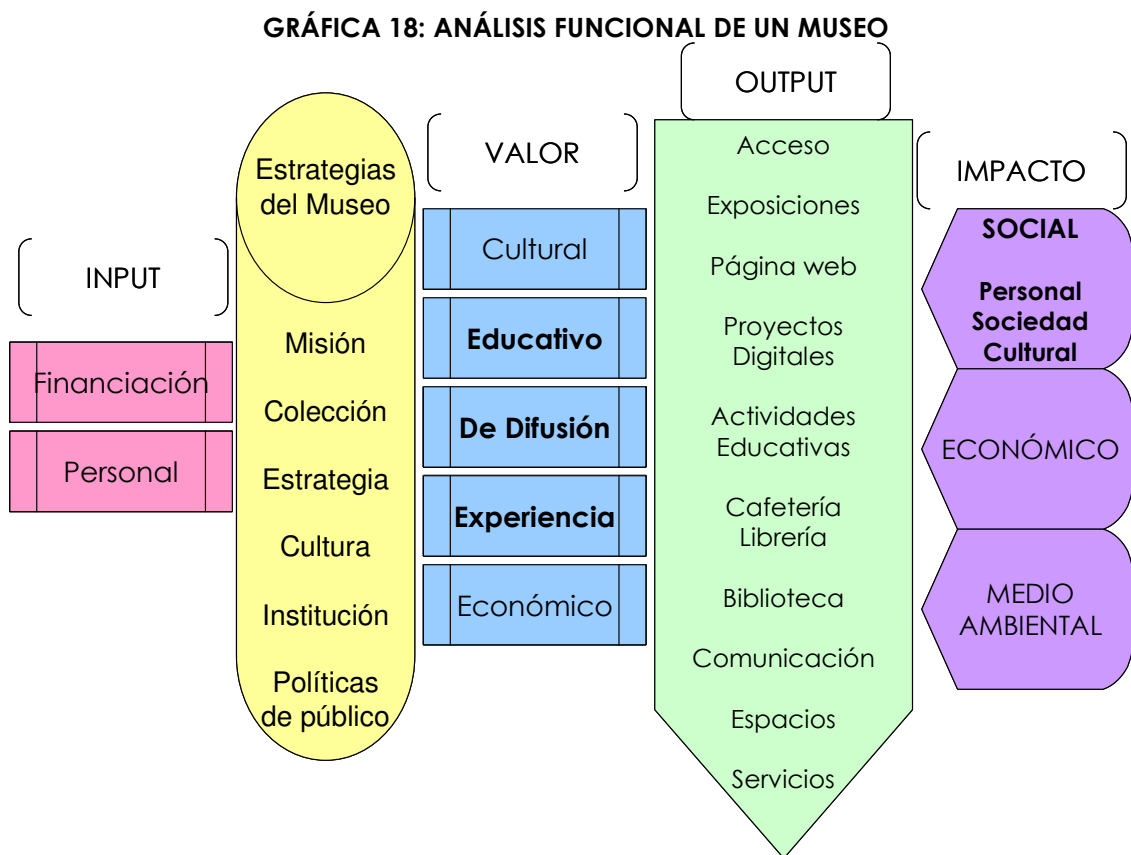 GRÁFICA 18: ANÁLISIS FUNCIONAL DE UN MUSEO
INPUT
Financiación
Personal
Estrategias
del Museo
Misión
Colección
Estrategia
Cultura
Institución
Políticas
de público
VALOR
Cultural
Educativo
De Difusión
Experiencia
Económico
OUTPUT
Acceso
Exposiciones
Página web
Proyectos
Digitales
Actividades
Educativas
Cafetería
Librería
Biblioteca
Comunicación
Espacios
Servicios
IMPACTO
SOCIAL
Personal
Sociedad
Cultural
ECONÓMICO
MEDIO
AMBIENTAL